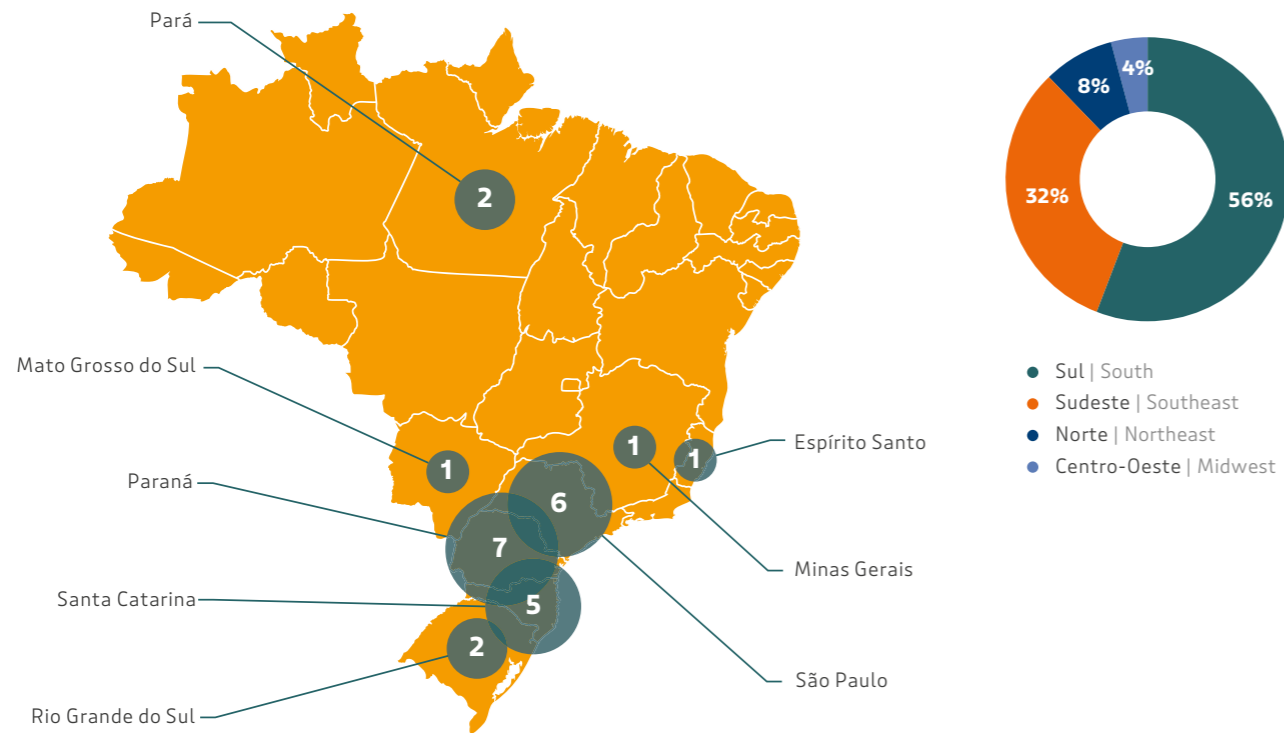 Pará
2
Mato Grosso do Sul
1
1
1
Espírito Santo
Paraná
6
7
Minas Gerais
Santa Catarina
5
2
São Paulo
Rio Grande do Sul
4%
8%
32%
56%
Sul | South
Sudeste | Southeast
Norte | Northeast
Centro-Oeste | Midwest